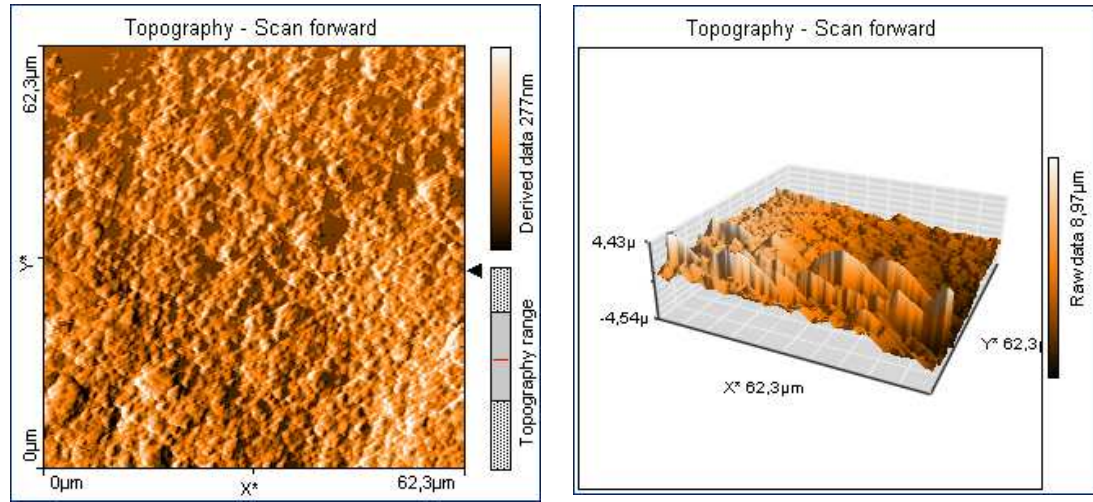 Topography - Scan forward
62,3µm
Y*
0µm
0µm
X*
62,3µm
Derived data 277nm
Topography range
Topography - Scan forward
4,43µ
-4,54µ
X* 62,3µm
Y* 62,3µ
Raw data 8,97µm